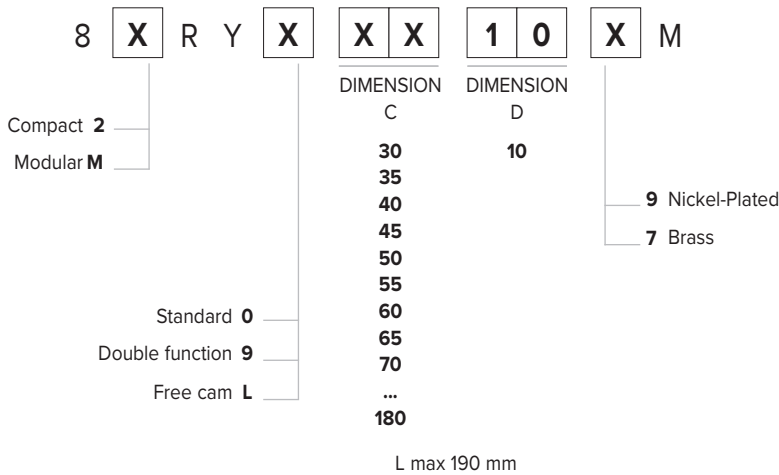 8 X R Y X X X 1 0 X M
DIMENSION DIMENSION
C D
Compact 2
Modular M
30 10
35
40
45
50
55
60
65
70
...
180
9 Nickel-Plated
7 Brass
Standard 0
Double function 9
Free cam L
L max 190 mm